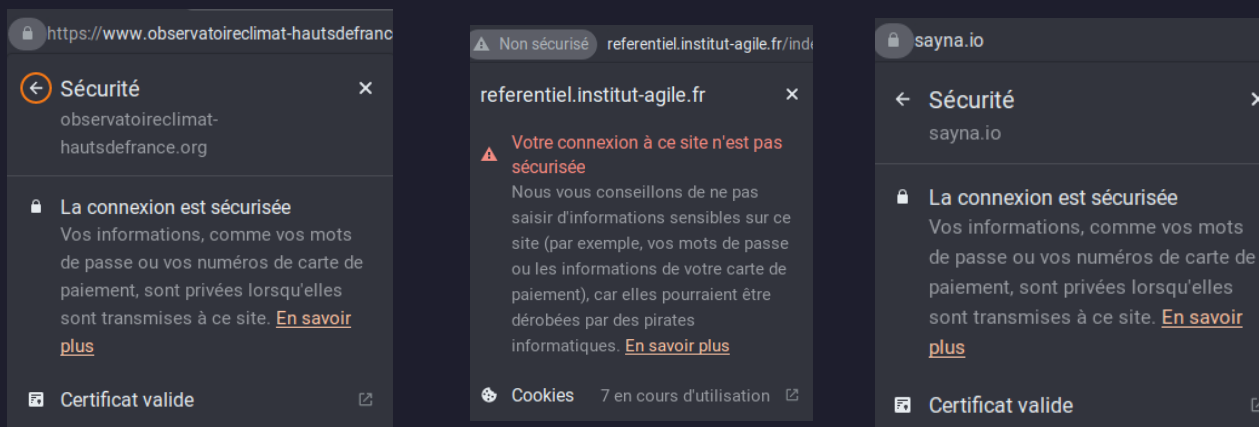 https://www.observatoireclimat-hautsdefranc
Sécurité
observatoireclimat-
hautsdefrance.org
La connexion est sécurisée
Vos informations, comme vos mots
de passe ou vos numéros de carte de
paiement, sont privées lorsqu'elles
sont transmises à ce site. En savoir
plus
Certificat valide
Non sécurisé referentiel.institut-agile.fr/inde
referentiel.institut-agile.fr
Votre connexion à ce site n'est pas
sécurisée
Nous vous conseillons de ne pas
saisir d'informations sensibles sur ce
site (par exemple, vos mots de passe
ou les informations de votre carte de
paiement), car elles pourraient être
dérobées par des pirates
informatiques. En savoir plus
Cookies 7 en cours d'utilisation
sayna.io
Sécurité
sayna.io
La connexion est sécurisée
Vos informations, comme vos mots
de passe ou vos numéros de carte de
paiement, sont privées lorsqu'elles
sont transmises à ce site. En savoir
plus
Certificat valide